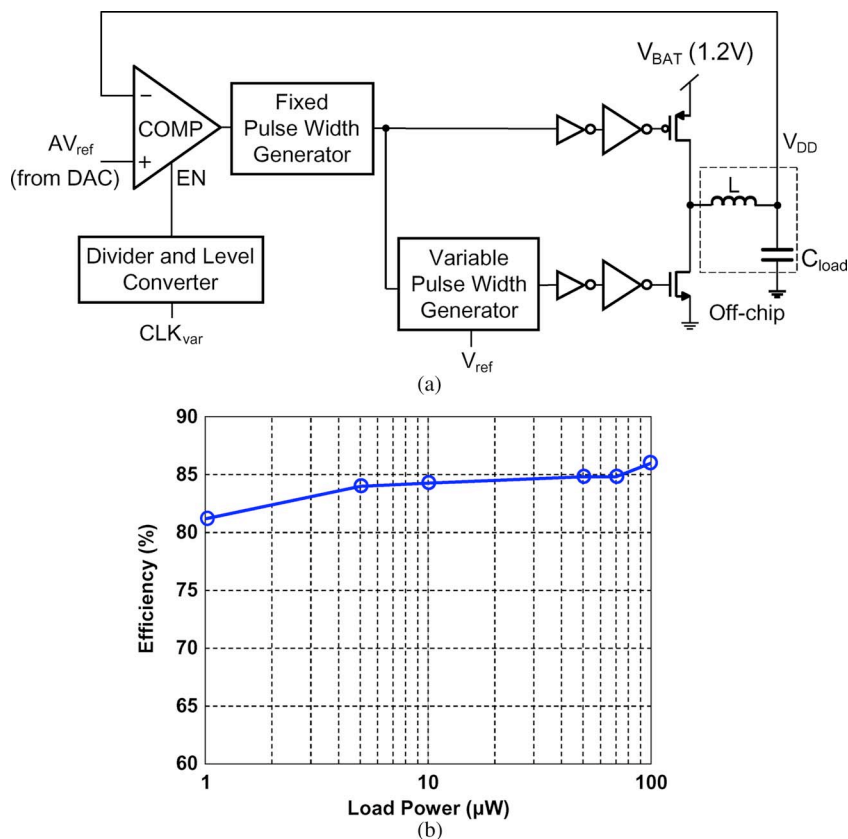 V_BAT (1.2V)
COMP
Fixed
Pulse Width
Generator
AV_ref
(from DAC)
EN
V_DD
L
Divider and Level
Converter
Variable
Pulse Width
Generator
C_load
Off-chip
CLK_var
V_ref
(a)
90
85
80
75
70
65
60
Efficiency (%)
1
10
100
Load Power (μW)
(b)